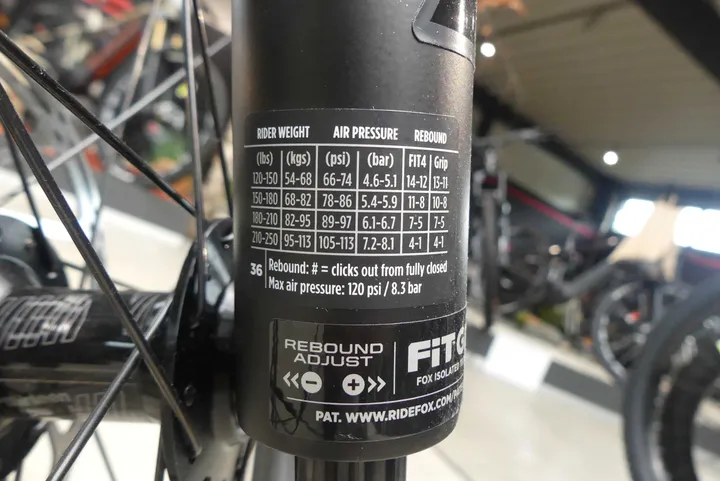 RIDER WEIGHT AIR PRESSURE REBOUND
(lbs) (kgs) (psi) (bar) FIT4 Grip
120-150 54-68 66-74 4.6-5.1 14-12 13-11
150-180 68-82 78-86 5.4-5.9 11-8 10-8
180-210 82-95 89-97 6.1-6.7 7-5 7-5
210-250 95-113 105-113 7.2-8.1 4-1 4-1
36 Rebound: # = clicks out from fully closed
Max air pressure: 120 psi / 8.3 bar
REBOUND
ADJUST
FiT
FOX ISOLATED
PAT. WWW.RIDEFOX.COM/